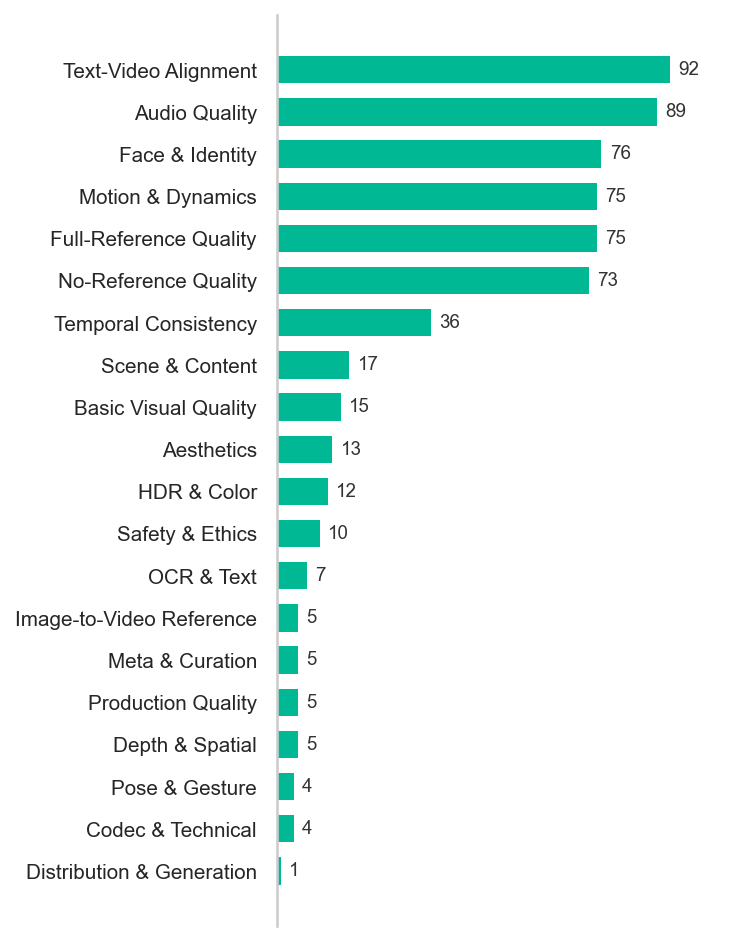 Text-Video Alignment 92
Audio Quality 89
Face & Identity 76
Motion & Dynamics 75
Full-Reference Quality 75
No-Reference Quality 73
Temporal Consistency 36
Scene & Content 17
Basic Visual Quality 15
Aesthetics 13
HDR & Color 12
Safety & Ethics 10
OCR & Text 7
Image-to-Video Reference 5
Meta & Curation 5
Production Quality 5
Depth & Spatial 5
Pose & Gesture 4
Codec & Technical 4
Distribution & Generation 1